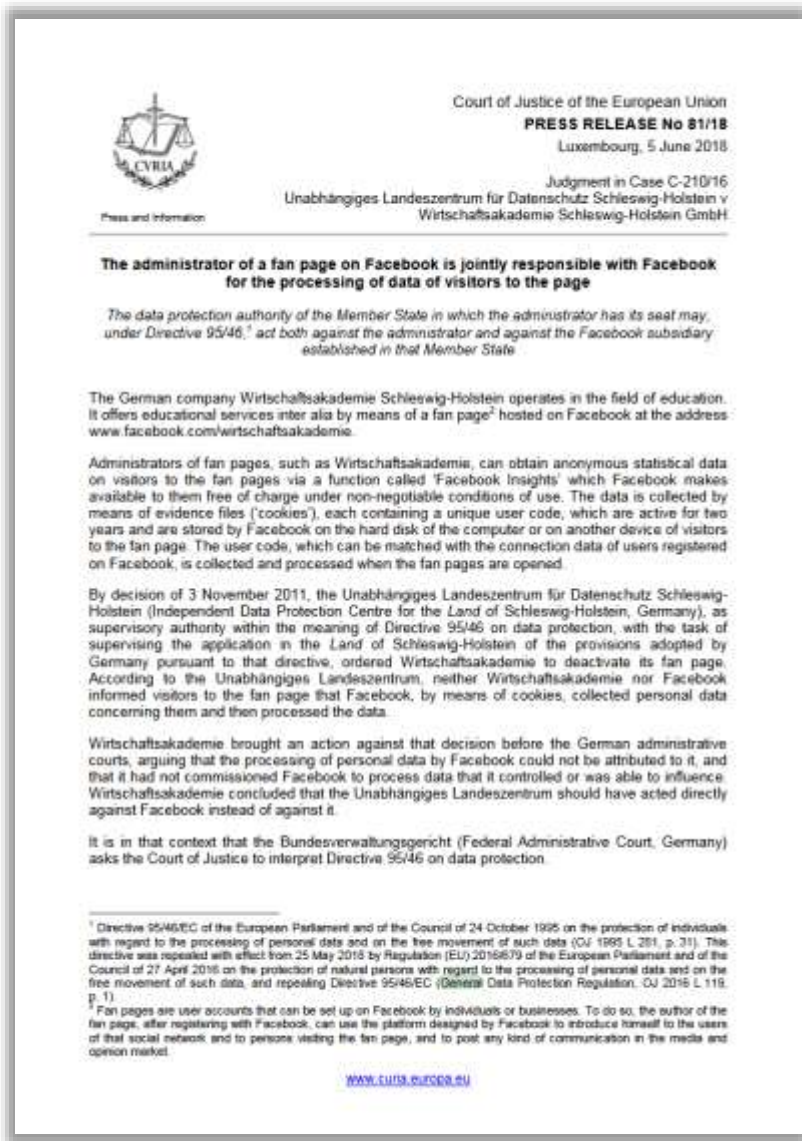 Court of Justice of the European Union
PRESS RELEASE No 81/18
Luxembourg, 5 June 2018
CVRIA
Judgment in Case C-210/16
Unabhängiges Landeszentrum für Datenschutz Schleswig-Holstein v
Press and Information
Wirtschaftsakademie Schleswig-Holstein GmbH
The administrator of a fan page on Facebook is jointly responsible with Facebook
for the processing of data of visitors to the page
The data protection authority of the Member State in which the administrator has its seat may,
under Directive 95/46,¹ act both against the administrator and against the Facebook subsidiary
established in that Member State
The German company Wirtschaftsakademie Schleswig-Holstein operates in the field of education.
It offers educational services inter alia by means of a fan page² hosted on Facebook at the address
www.facebook.com/wirtschaftsakademie.
Administrators of fan pages, such as Wirtschaftsakademie, can obtain anonymous statistical data
on visitors to the fan pages via a function called 'Facebook Insights' which Facebook makes
available to them free of charge under non-negotiable conditions of use. The data is collected by
means of evidence files ('cookies'), each containing a unique user code, which are active for two
years and are stored by Facebook on the hard disk of the computer or on another device of visitors
to the fan page. The user code, which can be matched with the connection data of users registered
on Facebook, is collected and processed when the fan pages are opened.
By decision of 3 November 2011, the Unabhängiges Landeszentrum für Datenschutz Schleswig-
Holstein (Independent Data Protection Centre for the Land of Schleswig-Holstein, Germany), as
supervisory authority within the meaning of Directive 95/46 on data protection, with the task of
supervising the application in the Land of Schleswig-Holstein of the provisions adopted by
Germany pursuant to that directive, ordered Wirtschaftsakademie to deactivate its fan page.
According to the Unabhängiges Landeszentrum, neither Wirtschaftsakademie nor Facebook
informed visitors to the fan page that Facebook, by means of cookies, collected personal data
concerning them and then processed the data.
Wirtschaftsakademie brought an action against that decision before the German administrative
courts, arguing that the processing of personal data by Facebook could not be attributed to it, and
that it had not commissioned Facebook to process data that it controlled or was able to influence.
Wirtschaftsakademie concluded that the Unabhängiges Landeszentrum should have acted directly
against Facebook instead of against it.
It is in that context that the Bundesverwaltungsgericht (Federal Administrative Court, Germany)
asks the Court of Justice to interpret Directive 95/46 on data protection.
¹ Directive 95/46/EC of the European Parliament and of the Council of 24 October 1995 on the protection of individuals
with regard to the processing of personal data and on the free movement of such data (OJ 1995 L 281, p. 31). This
directive was repealed with effect from 25 May 2018 by Regulation (EU) 2016/679 of the European Parliament and of the
Council of 27 April 2016 on the protection of natural persons with regard to the processing of personal data and on the
free movement of such data, and repealing Directive 95/46/EC (General Data Protection Regulation, OJ 2016 L 119,
p. 1).
² Fan pages are user accounts that can be set up on Facebook by individuals or businesses. To do so, the author of the
fan page, after registering with Facebook, can use the platform designed by Facebook to introduce himself to the users
of that social network and to persons visiting the fan page, and to post any kind of communication in the media and
opinion market.
www.curia.europa.eu